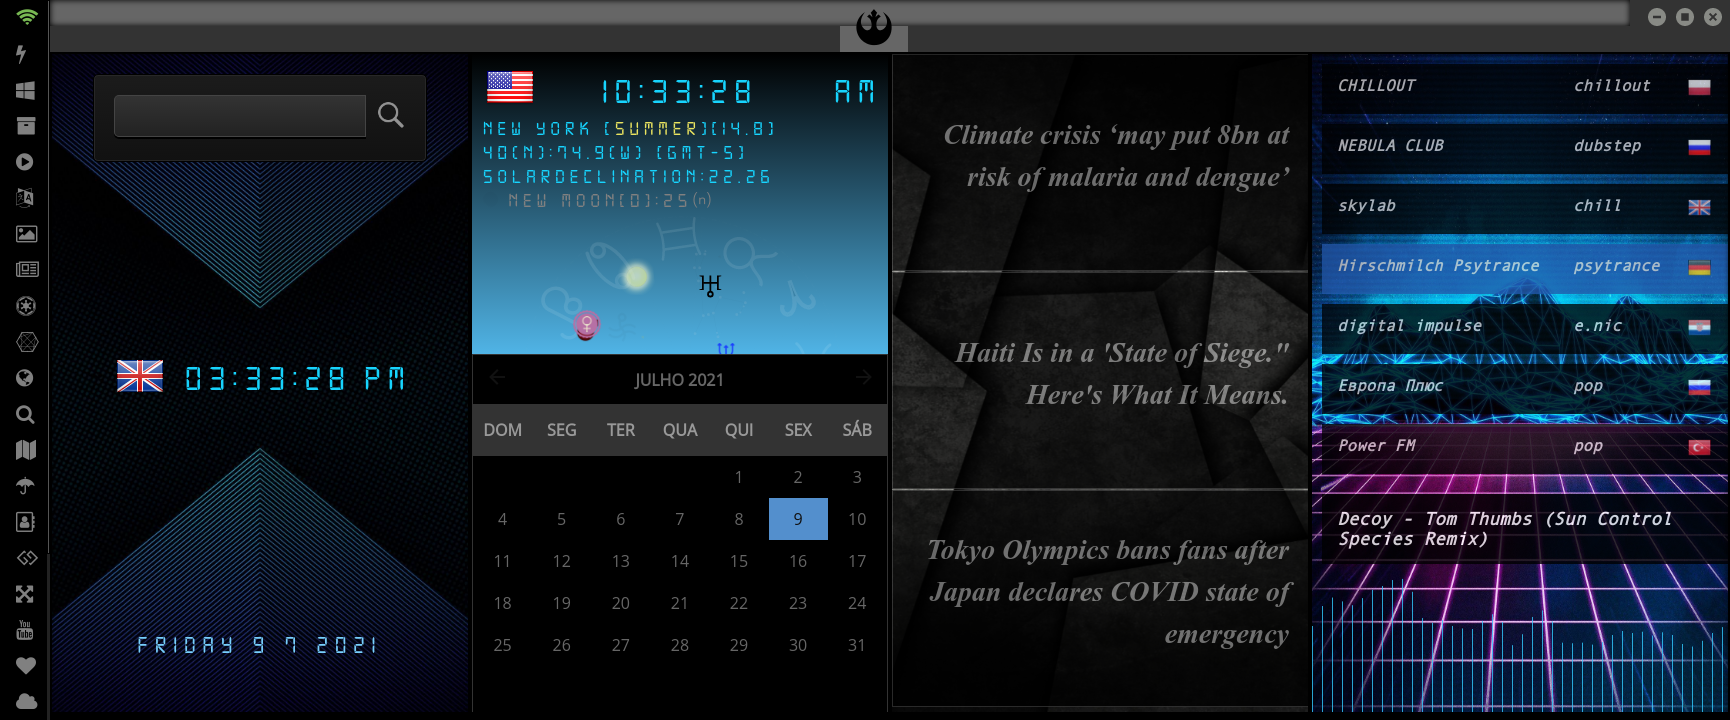 03:33:28 PM
FRIDAY 9 7 2021
10:33:28 AM
NEW YORK (SUMMER)(14.8)
40(N):74.9(W) (GMT-5)
SOLARDECLINATION:22.26
NEW MOON(0):25(n)
JULHO 2021
DOM SEG TER QUA QUI SEX SÁB
1 2 3
4 5 6 7 8 9 10
11 12 13 14 15 16 17
18 19 20 21 22 23 24
25 26 27 28 29 30 31
Climate crisis ‘may put 8bn at
risk of malaria and dengue’
Haiti Is in a 'State of Siege."
Here's What It Means.
Tokyo Olympics bans fans after
Japan declares COVID state of
emergency
CHILLOUT chillout
NEBULA CLUB dubstep
skylab chill
Hirschmilch Psytrance psytrance
digital impulse e.nic
Европа Плюс pop
Power FM pop
Decoy - Tom Thumbs (Sun Control
Species Remix)
You
Tube